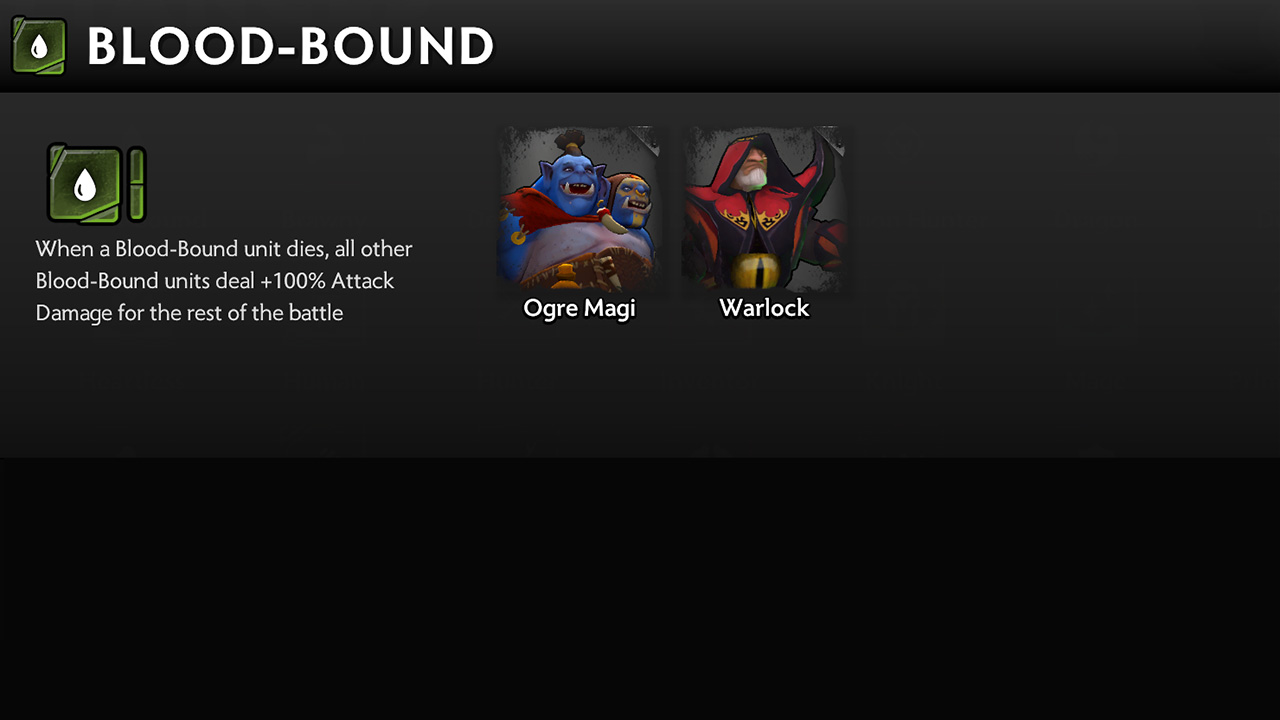 BLOOD-BOUND
When a Blood-Bound unit dies, all other
Blood-Bound units deal +100% Attack
Damage for the rest of the battle
Ogre Magi
Warlock